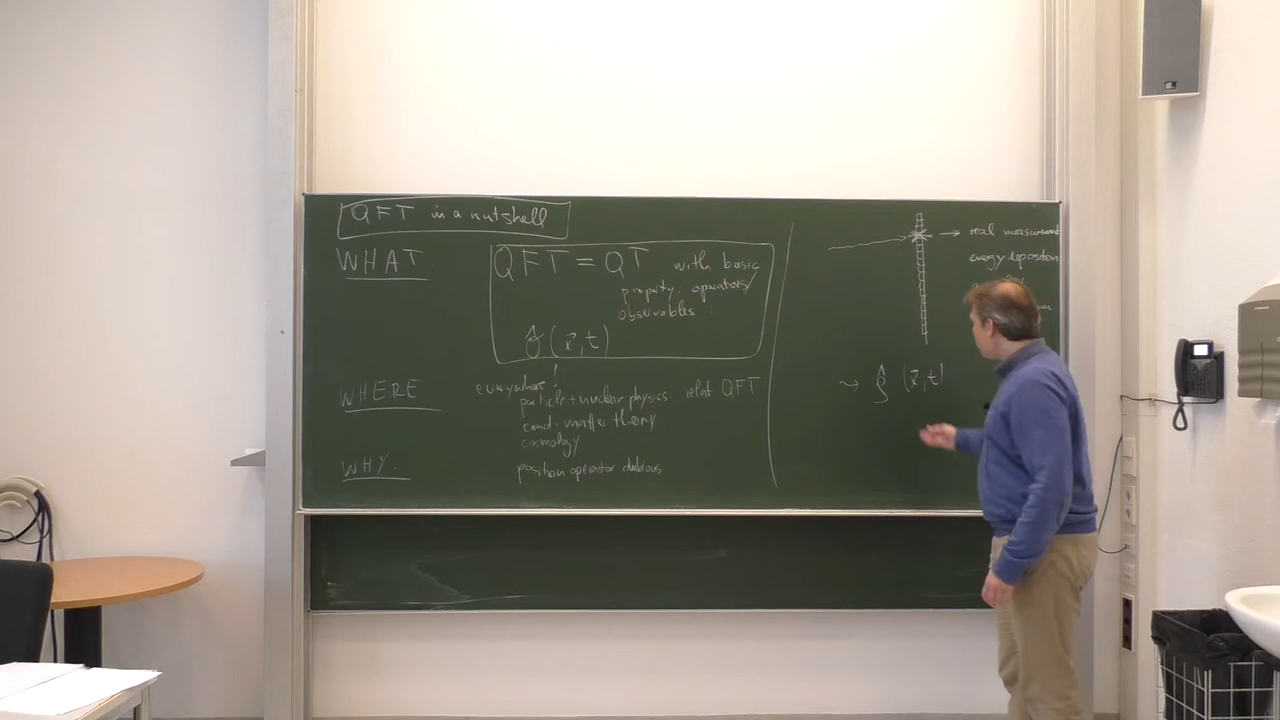 QFT in a nutshell
WHAT
QFT = QT with basic
property: operators/
observables :
Ô(x⃗,t)
WHERE
everywhere!
particle + nuclear physics relat QFT
cond. matter theory
cosmology
WHY.
position operator dubious
→ real measurement
energy deposition
⇝ ρ̂ (x⃗,t)